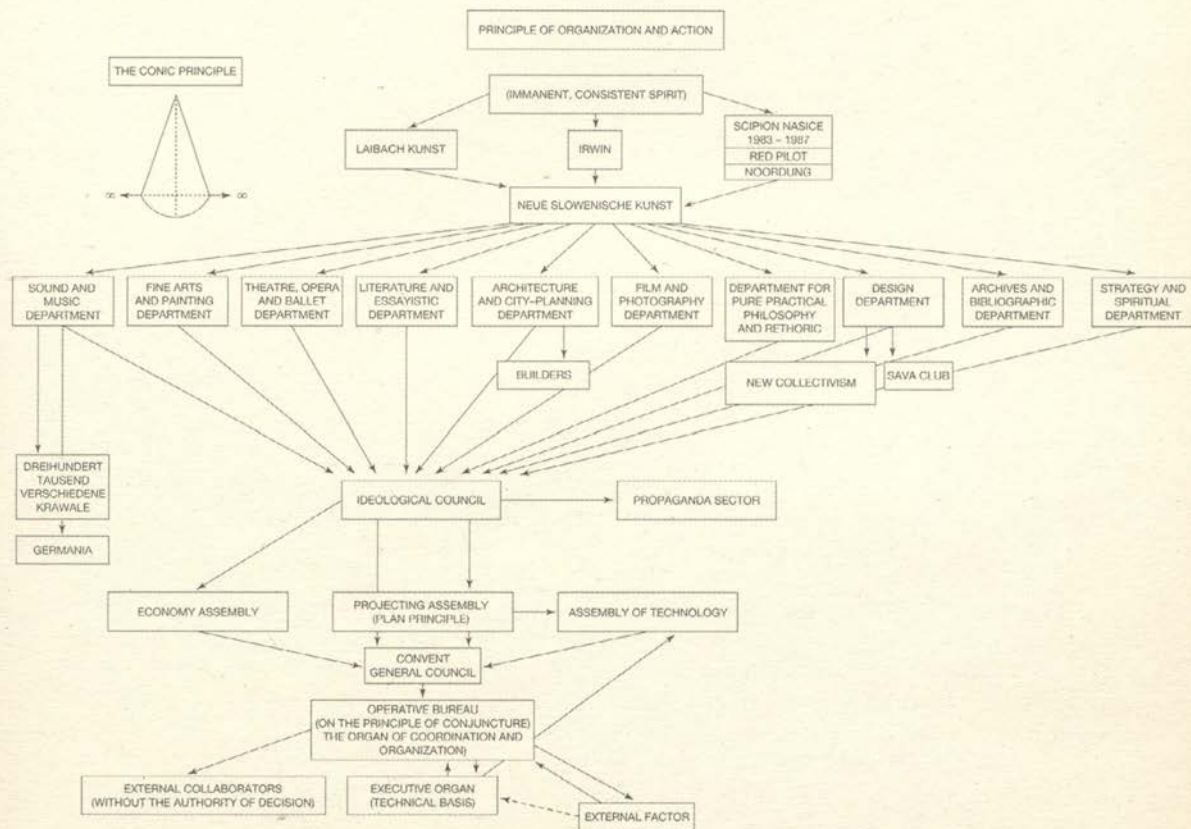 PRINCIPLE OF ORGANIZATION AND ACTION
THE CONIC PRINCIPLE
∞
∞
(IMMANENT, CONSISTENT SPIRIT)
LAIBACH KUNST
IRWIN
SCIPION NASICE
1983 – 1987
RED PILOT
NOORDUNG
NEUE SLOWENISCHE KUNST
SOUND AND
MUSIC
DEPARTMENT
FINE ARTS
AND PAINTING
DEPARTMENT
THEATRE, OPERA
AND BALLET
DEPARTMENT
LITERATURE AND
ESSAYISTIC
DEPARTMENT
ARCHITECTURE
AND CITY–PLANNING
DEPARTMENT
FILM AND
PHOTOGRAPHY
DEPARTMENT
DEPARTMENT FOR
PURE PRACTICAL
PHILOSOPHY
AND RETHORIC
DESIGN
DEPARTMENT
ARCHIVES AND
BIBLIOGRAPHIC
DEPARTMENT
STRATEGY AND
SPIRITUAL
DEPARTMENT
BUILDERS
NEW COLLECTIVISM
SAVA CLUB
DREIHUNDERT
TAUSEND
VERSCHIEDENE
KRAWALE
GERMANIA
IDEOLOGICAL COUNCIL
PROPAGANDA SECTOR
ECONOMY ASSEMBLY
PROJECTING ASSEMBLY
(PLAN PRINCIPLE)
ASSEMBLY OF TECHNOLOGY
CONVENT
GENERAL COUNCIL
OPERATIVE BUREAU
(ON THE PRINCIPLE OF CONJUNCTURE)
THE ORGAN OF COORDINATION AND
ORGANIZATION)
EXTERNAL COLLABORATORS
(WITHOUT THE AUTHORITY OF DECISION)
EXECUTIVE ORGAN
(TECHNICAL BASIS)
EXTERNAL FACTOR